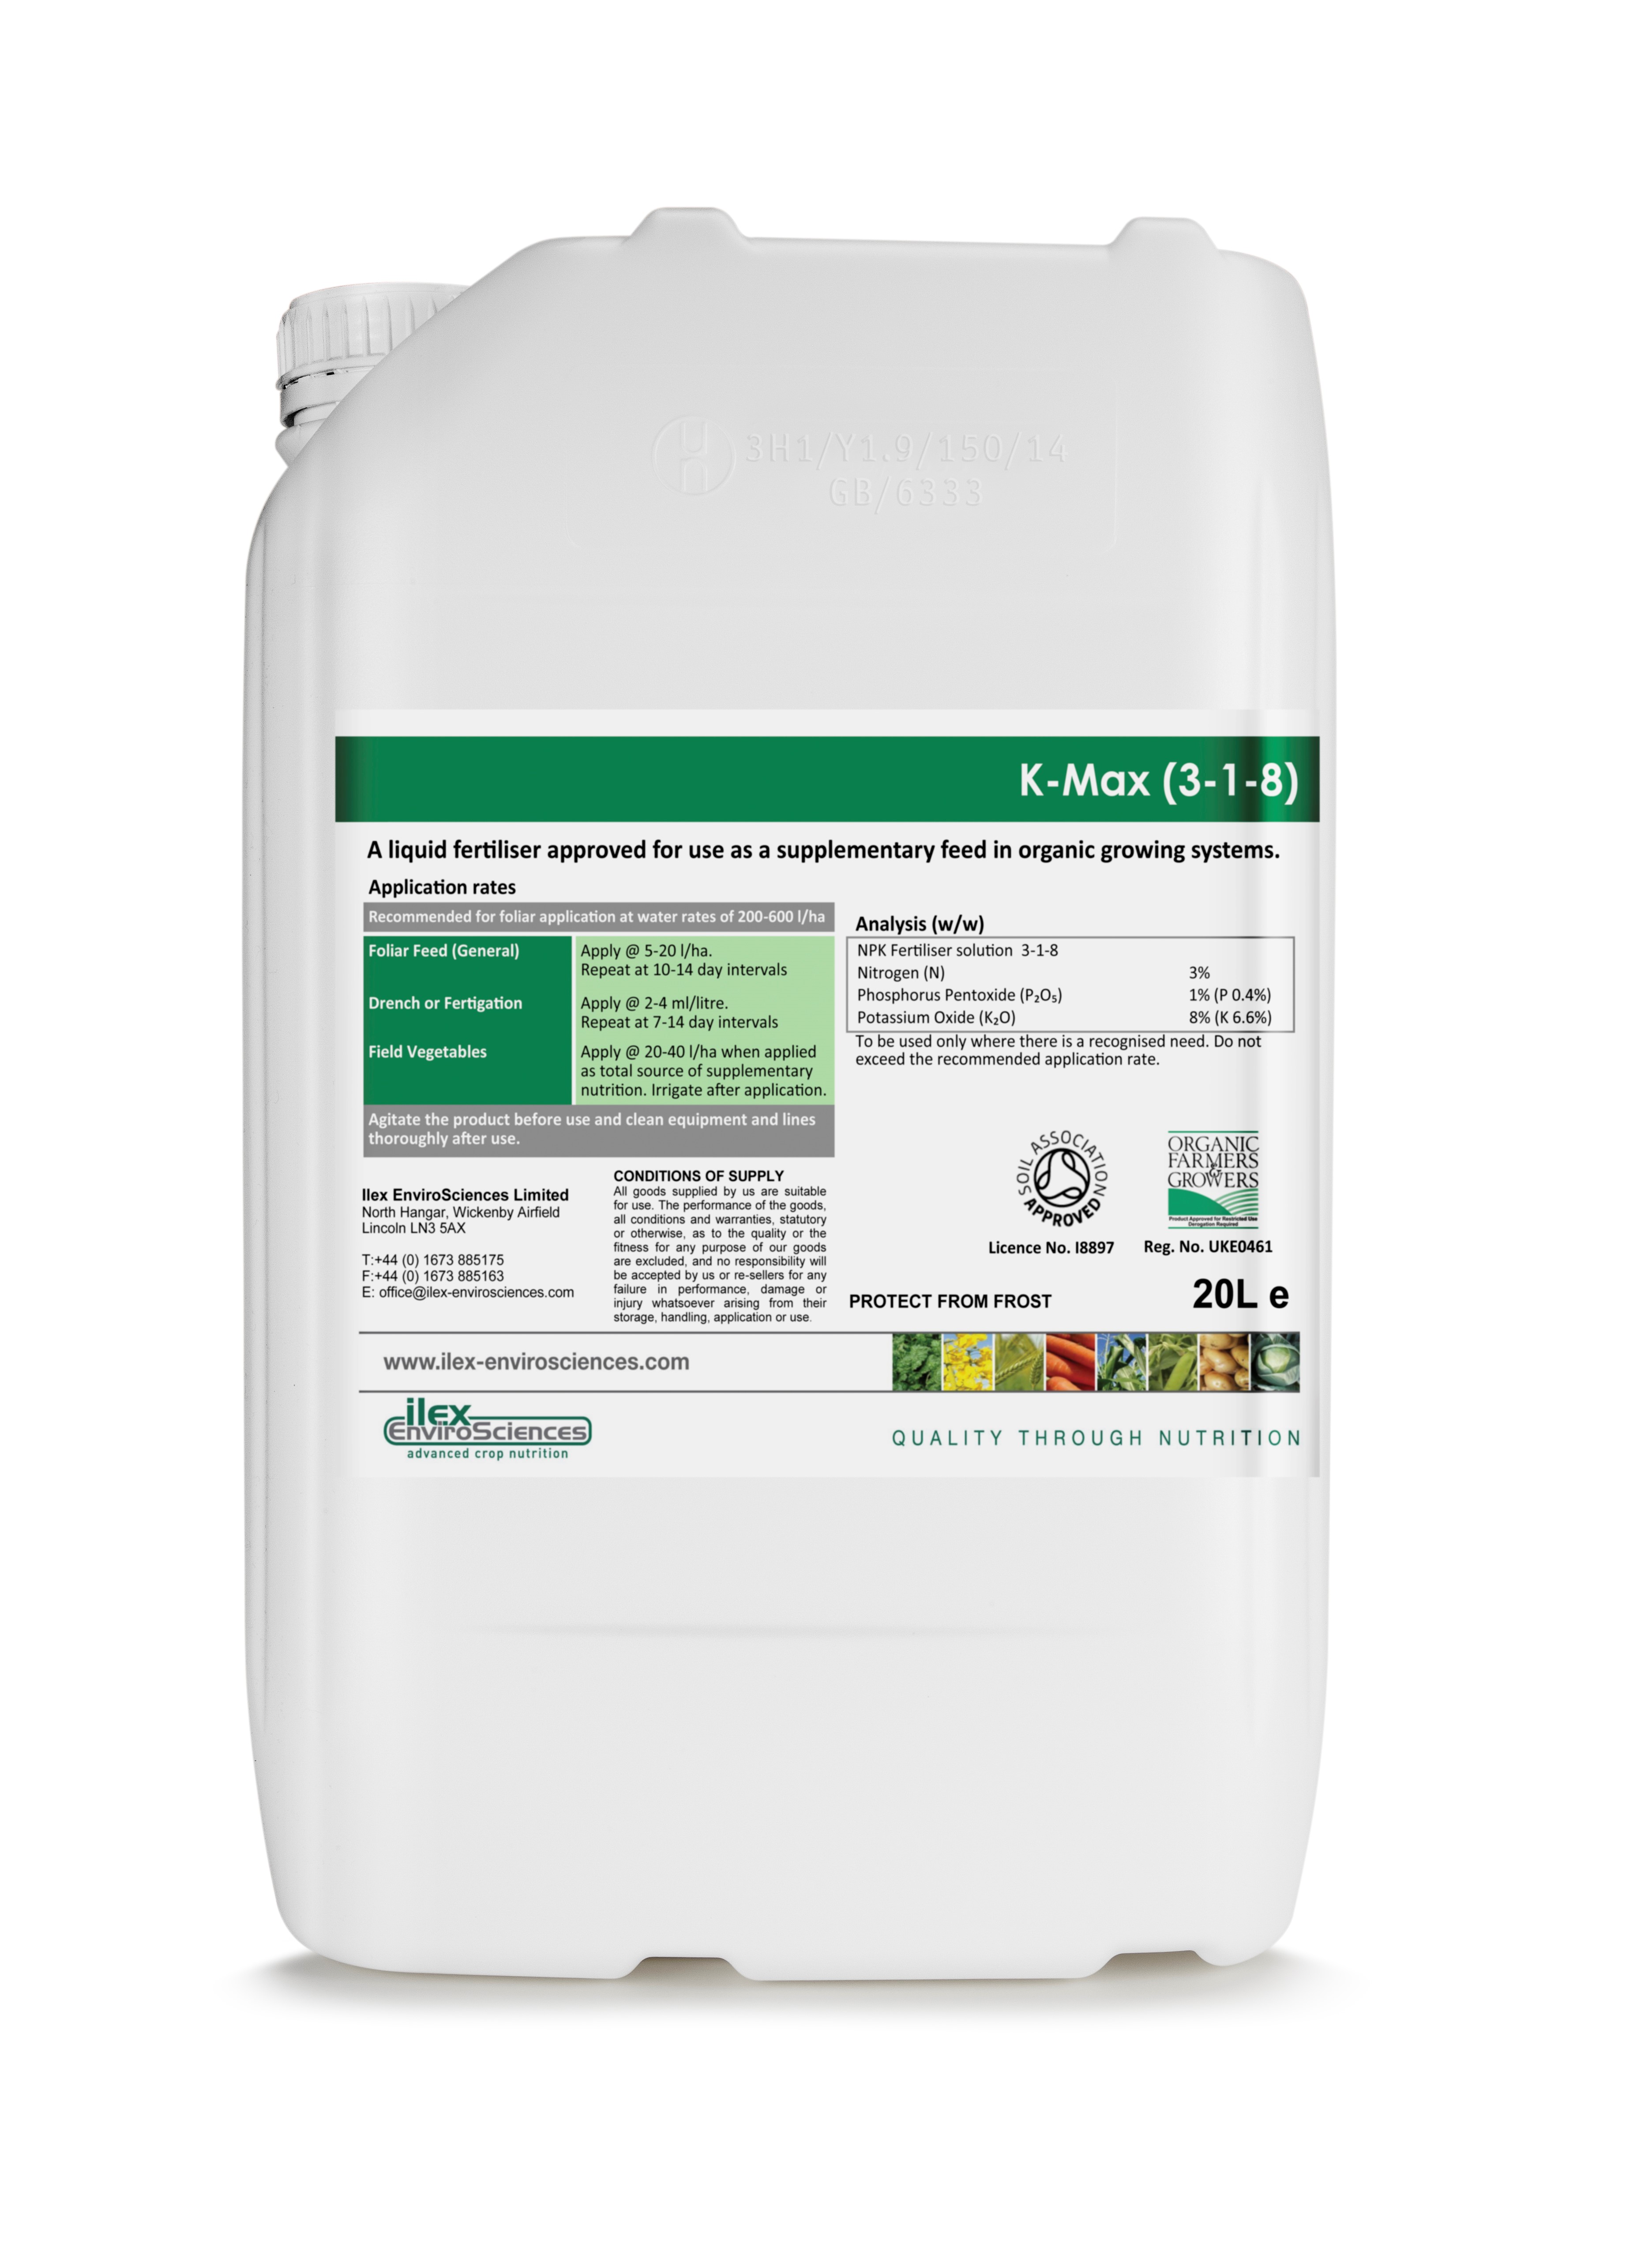 3H1/Y1.9/150/14
GB/6333
K-Max (3-1-8)
A liquid fertiliser approved for use as a supplementary feed in organic growing systems.
Application rates
Recommended for foliar application at water rates of 200-600 l/ha
Foliar Feed (General)
Apply @ 5-20 l/ha.
Repeat at 10-14 day intervals
Drench or Fertigation
Apply @ 2-4 ml/litre.
Repeat at 7-14 day intervals
Field Vegetables
Apply @ 20-40 l/ha when applied
as total source of supplementary
nutrition. Irrigate after application.
Agitate the product before use and clean equipment and lines
thoroughly after use.
Analysis (w/w)
NPK Fertiliser solution 3-1-8
Nitrogen (N) 3%
Phosphorus Pentoxide (P₂O₅) 1% (P 0.4%)
Potassium Oxide (K₂O) 8% (K 6.6%)
To be used only where there is a recognised need. Do not
exceed the recommended application rate.
Ilex EnviroSciences Limited
North Hangar, Wickenby Airfield
Lincoln LN3 5AX
T:+44 (0) 1673 885175
F:+44 (0) 1673 885163
E: office@ilex-envirosciences.com
CONDITIONS OF SUPPLY
All goods supplied by us are suitable
for use. The performance of the goods,
all conditions and warranties, statutory
or otherwise, as to the quality or the
fitness for any purpose of our goods
are excluded, and no responsibility will
be accepted by us or re-sellers for any
failure in performance, damage or
injury whatsoever arising from their
storage, handling, application or use.
SOIL ASSOCIATION
APPROVED
Licence No. I8897
ORGANIC
FARMERS
&
GROWERS
Product Approved for Restricted Use
Derogation Required
Reg. No. UKE0461
PROTECT FROM FROST
20L e
www.ilex-envirosciences.com
ilex
EnviroSciences
advanced crop nutrition
QUALITY THROUGH NUTRITION